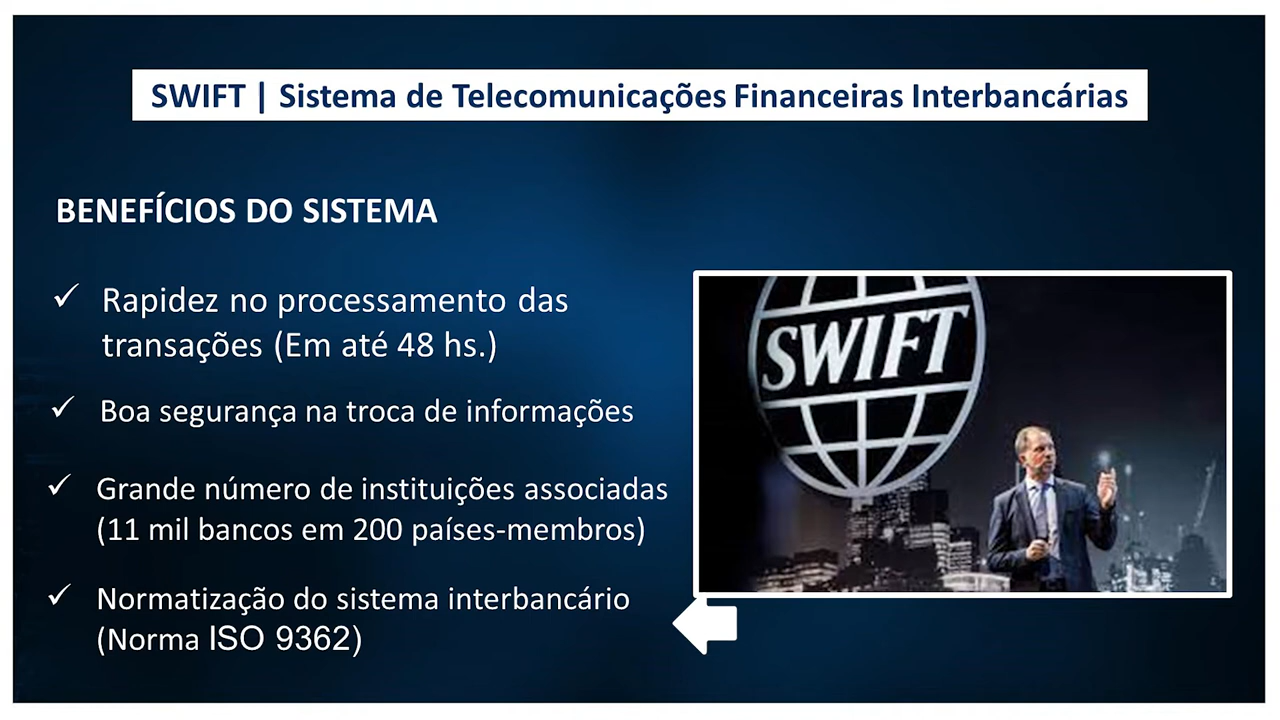 SWIFT | Sistema de Telecomunicações Financeiras Interbancárias
BENEFÍCIOS DO SISTEMA
Rapidez no processamento das
transações (Em até 48 hs.)
Boa segurança na troca de informações
Grande número de instituições associadas
(11 mil bancos em 200 países-membros)
Normatização do sistema interbancário
(Norma ISO 9362)
SWIFT